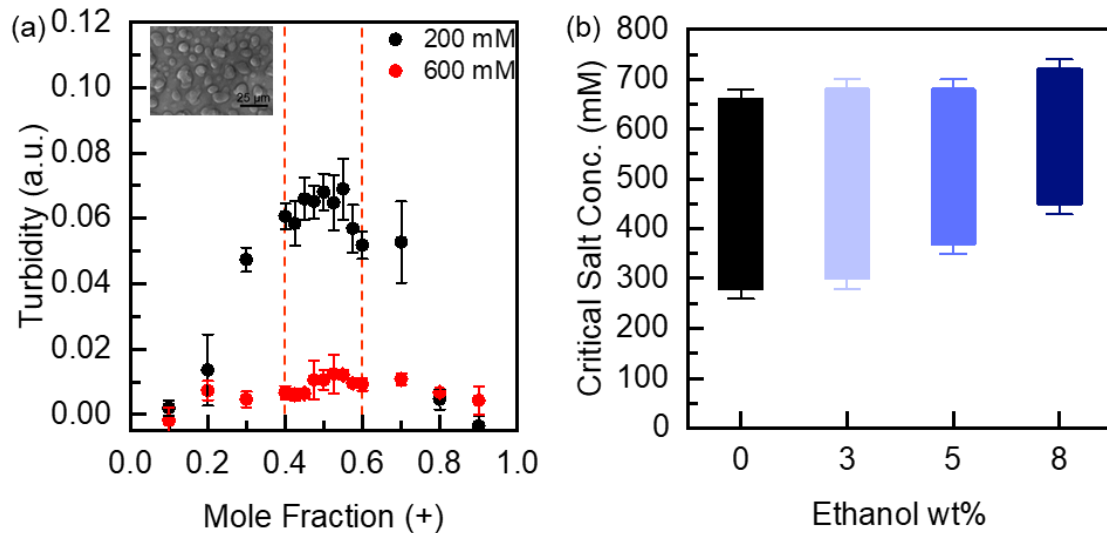 (a)
0.12
0.10
0.08
0.06
0.04
0.02
0.00
Turbidity (a.u.)
25 μm
200 mM
600 mM
0.0 0.2 0.4 0.6 0.8 1.0
Mole Fraction (+)
(b)
800
700
600
500
400
300
200
100
0
Critical Salt Conc. (mM)
0 3 5 8
Ethanol wt%